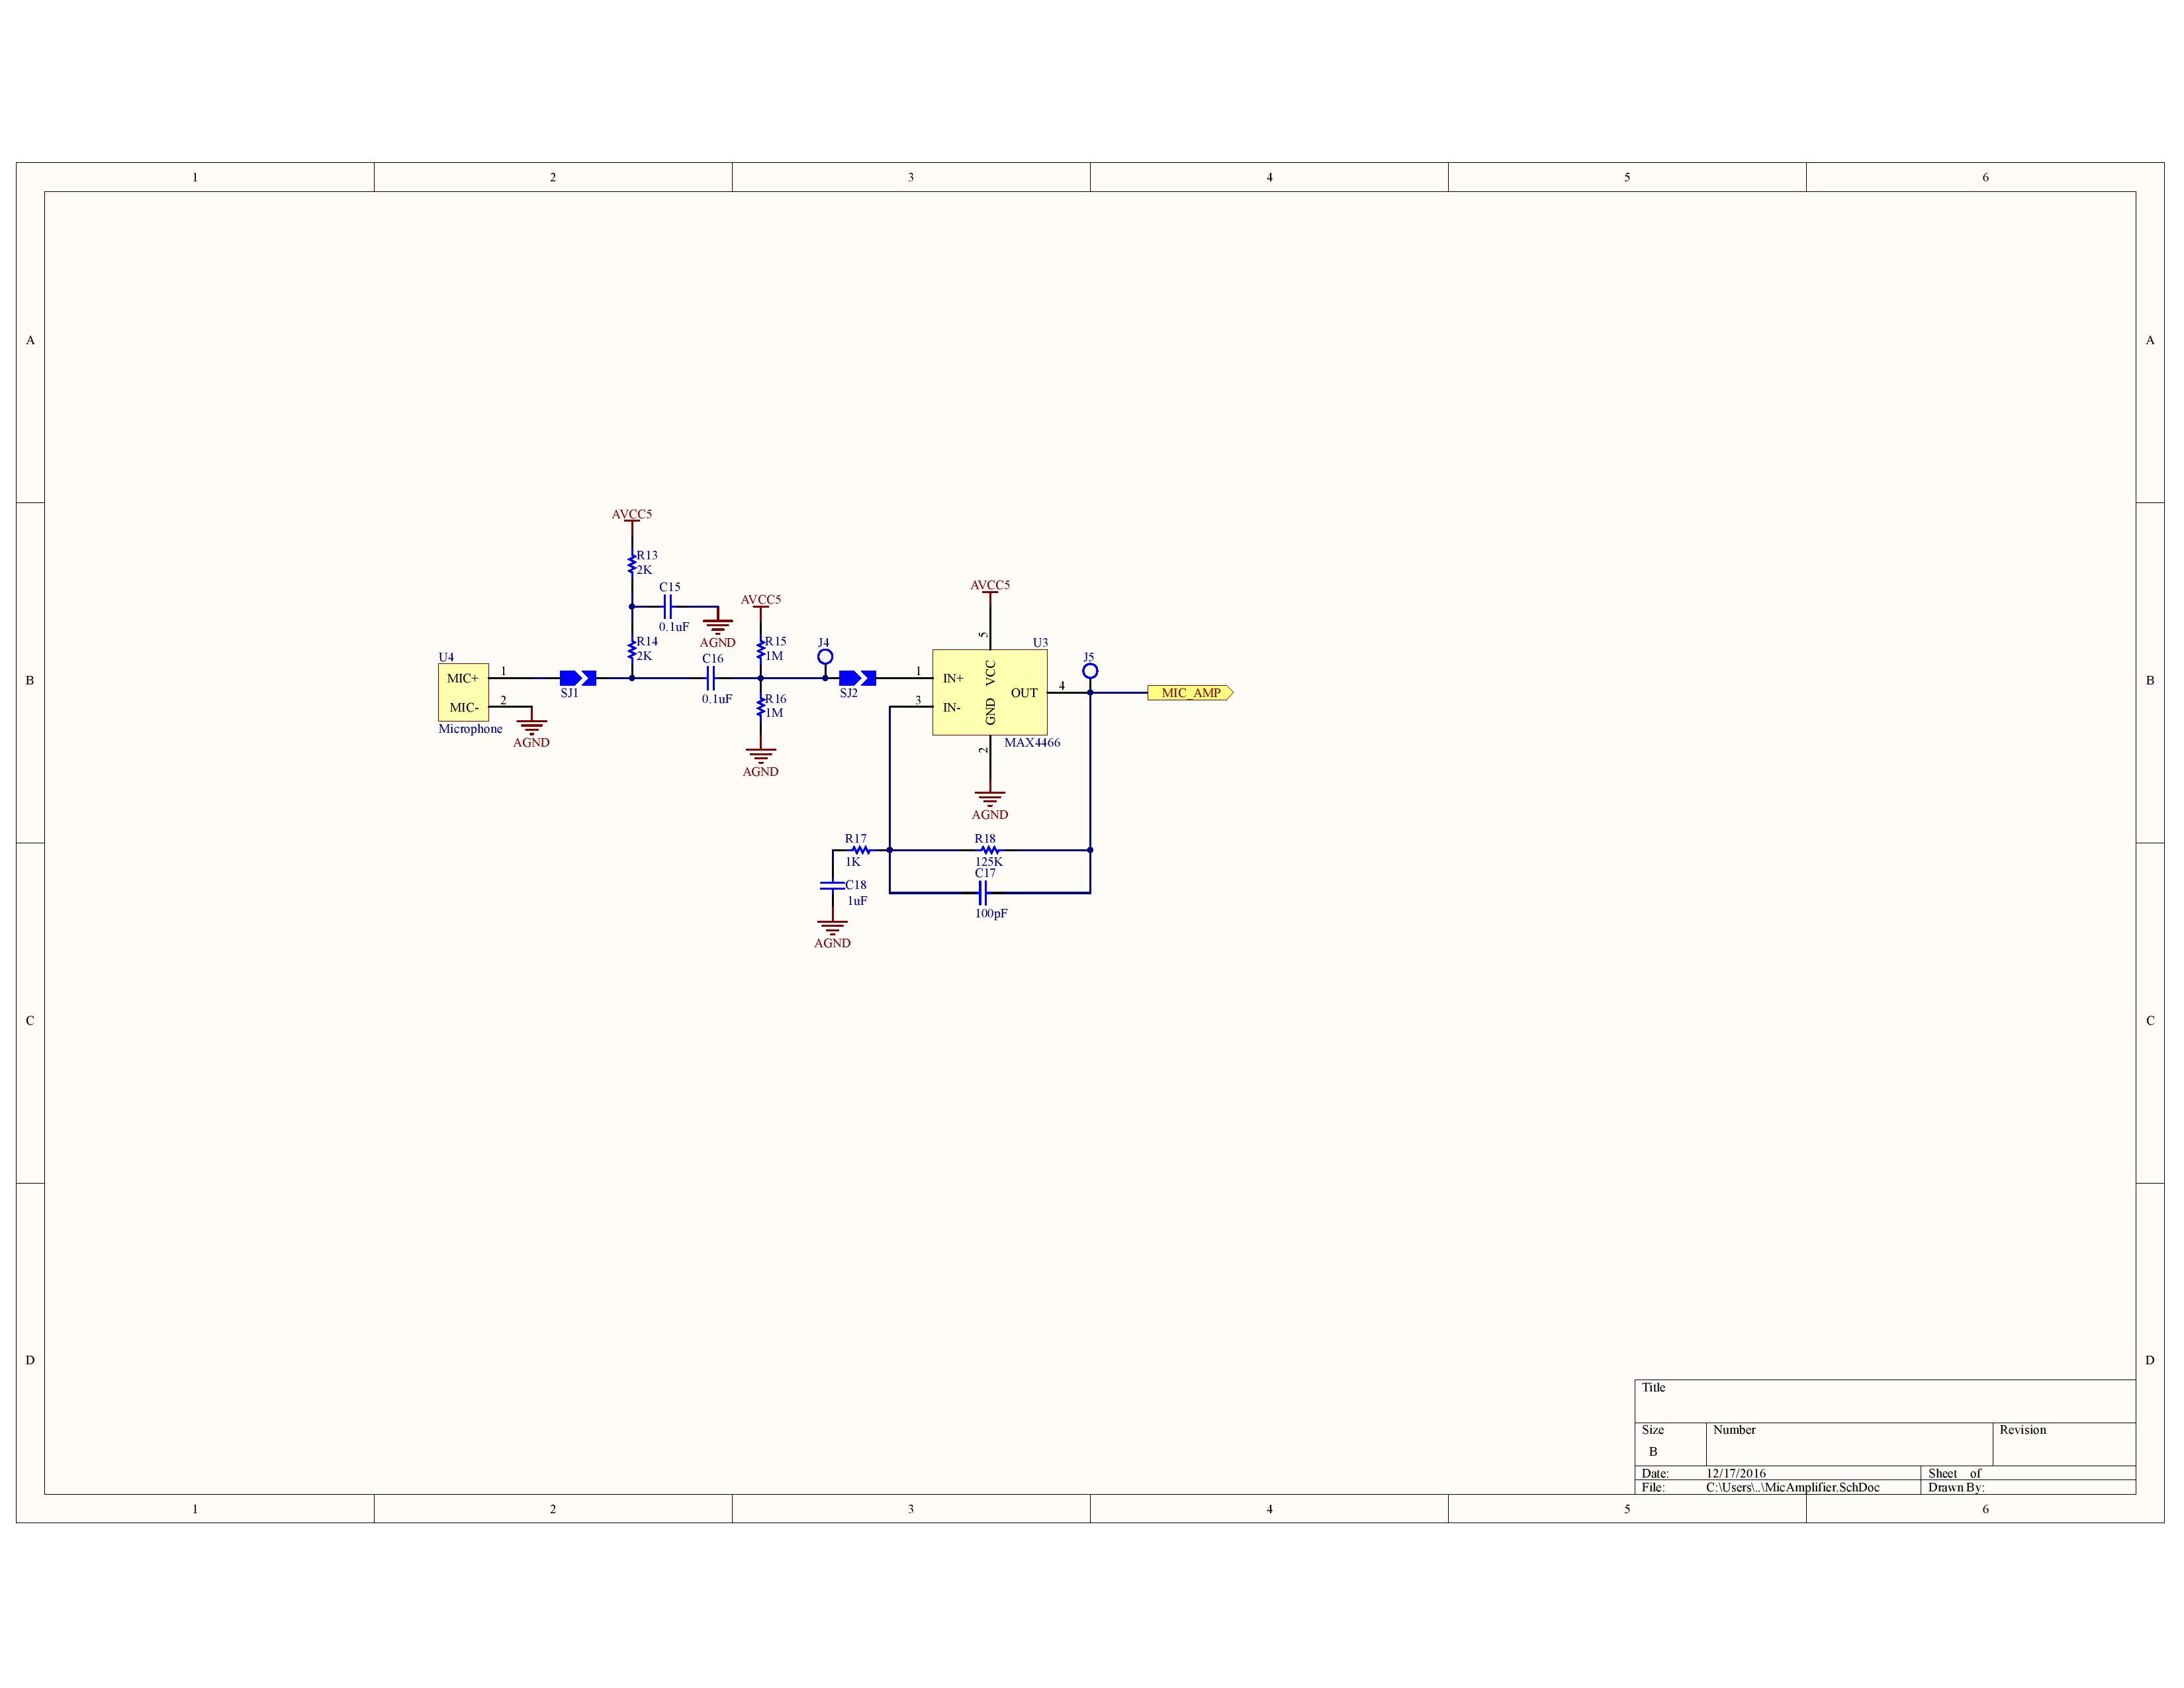 1 2 3 4 5 6
A A
AVCC5
R13
2K
C15
0.1uF
AGND
R14
2K
AVCC5
R15
1M
AVCC5
U4
MIC+ 1
MIC- 2
Microphone
AGND
SJ1
C16
0.1uF
R16
1M
AGND
J4
SJ2
U3
5
1 IN+
3 IN-
VCC
GND
OUT 4
2
MAX4466
AGND
J5
MIC_AMP
B B
R17
1K
C18
1uF
AGND
R18
125K
C17
100pF
C C
D D
Title
Size
B
Number
Revision
Date: 12/17/2016
Sheet of
File: C:\Users\..\MicAmplifier.SchDoc
Drawn By:
1 2 3 4 5 6